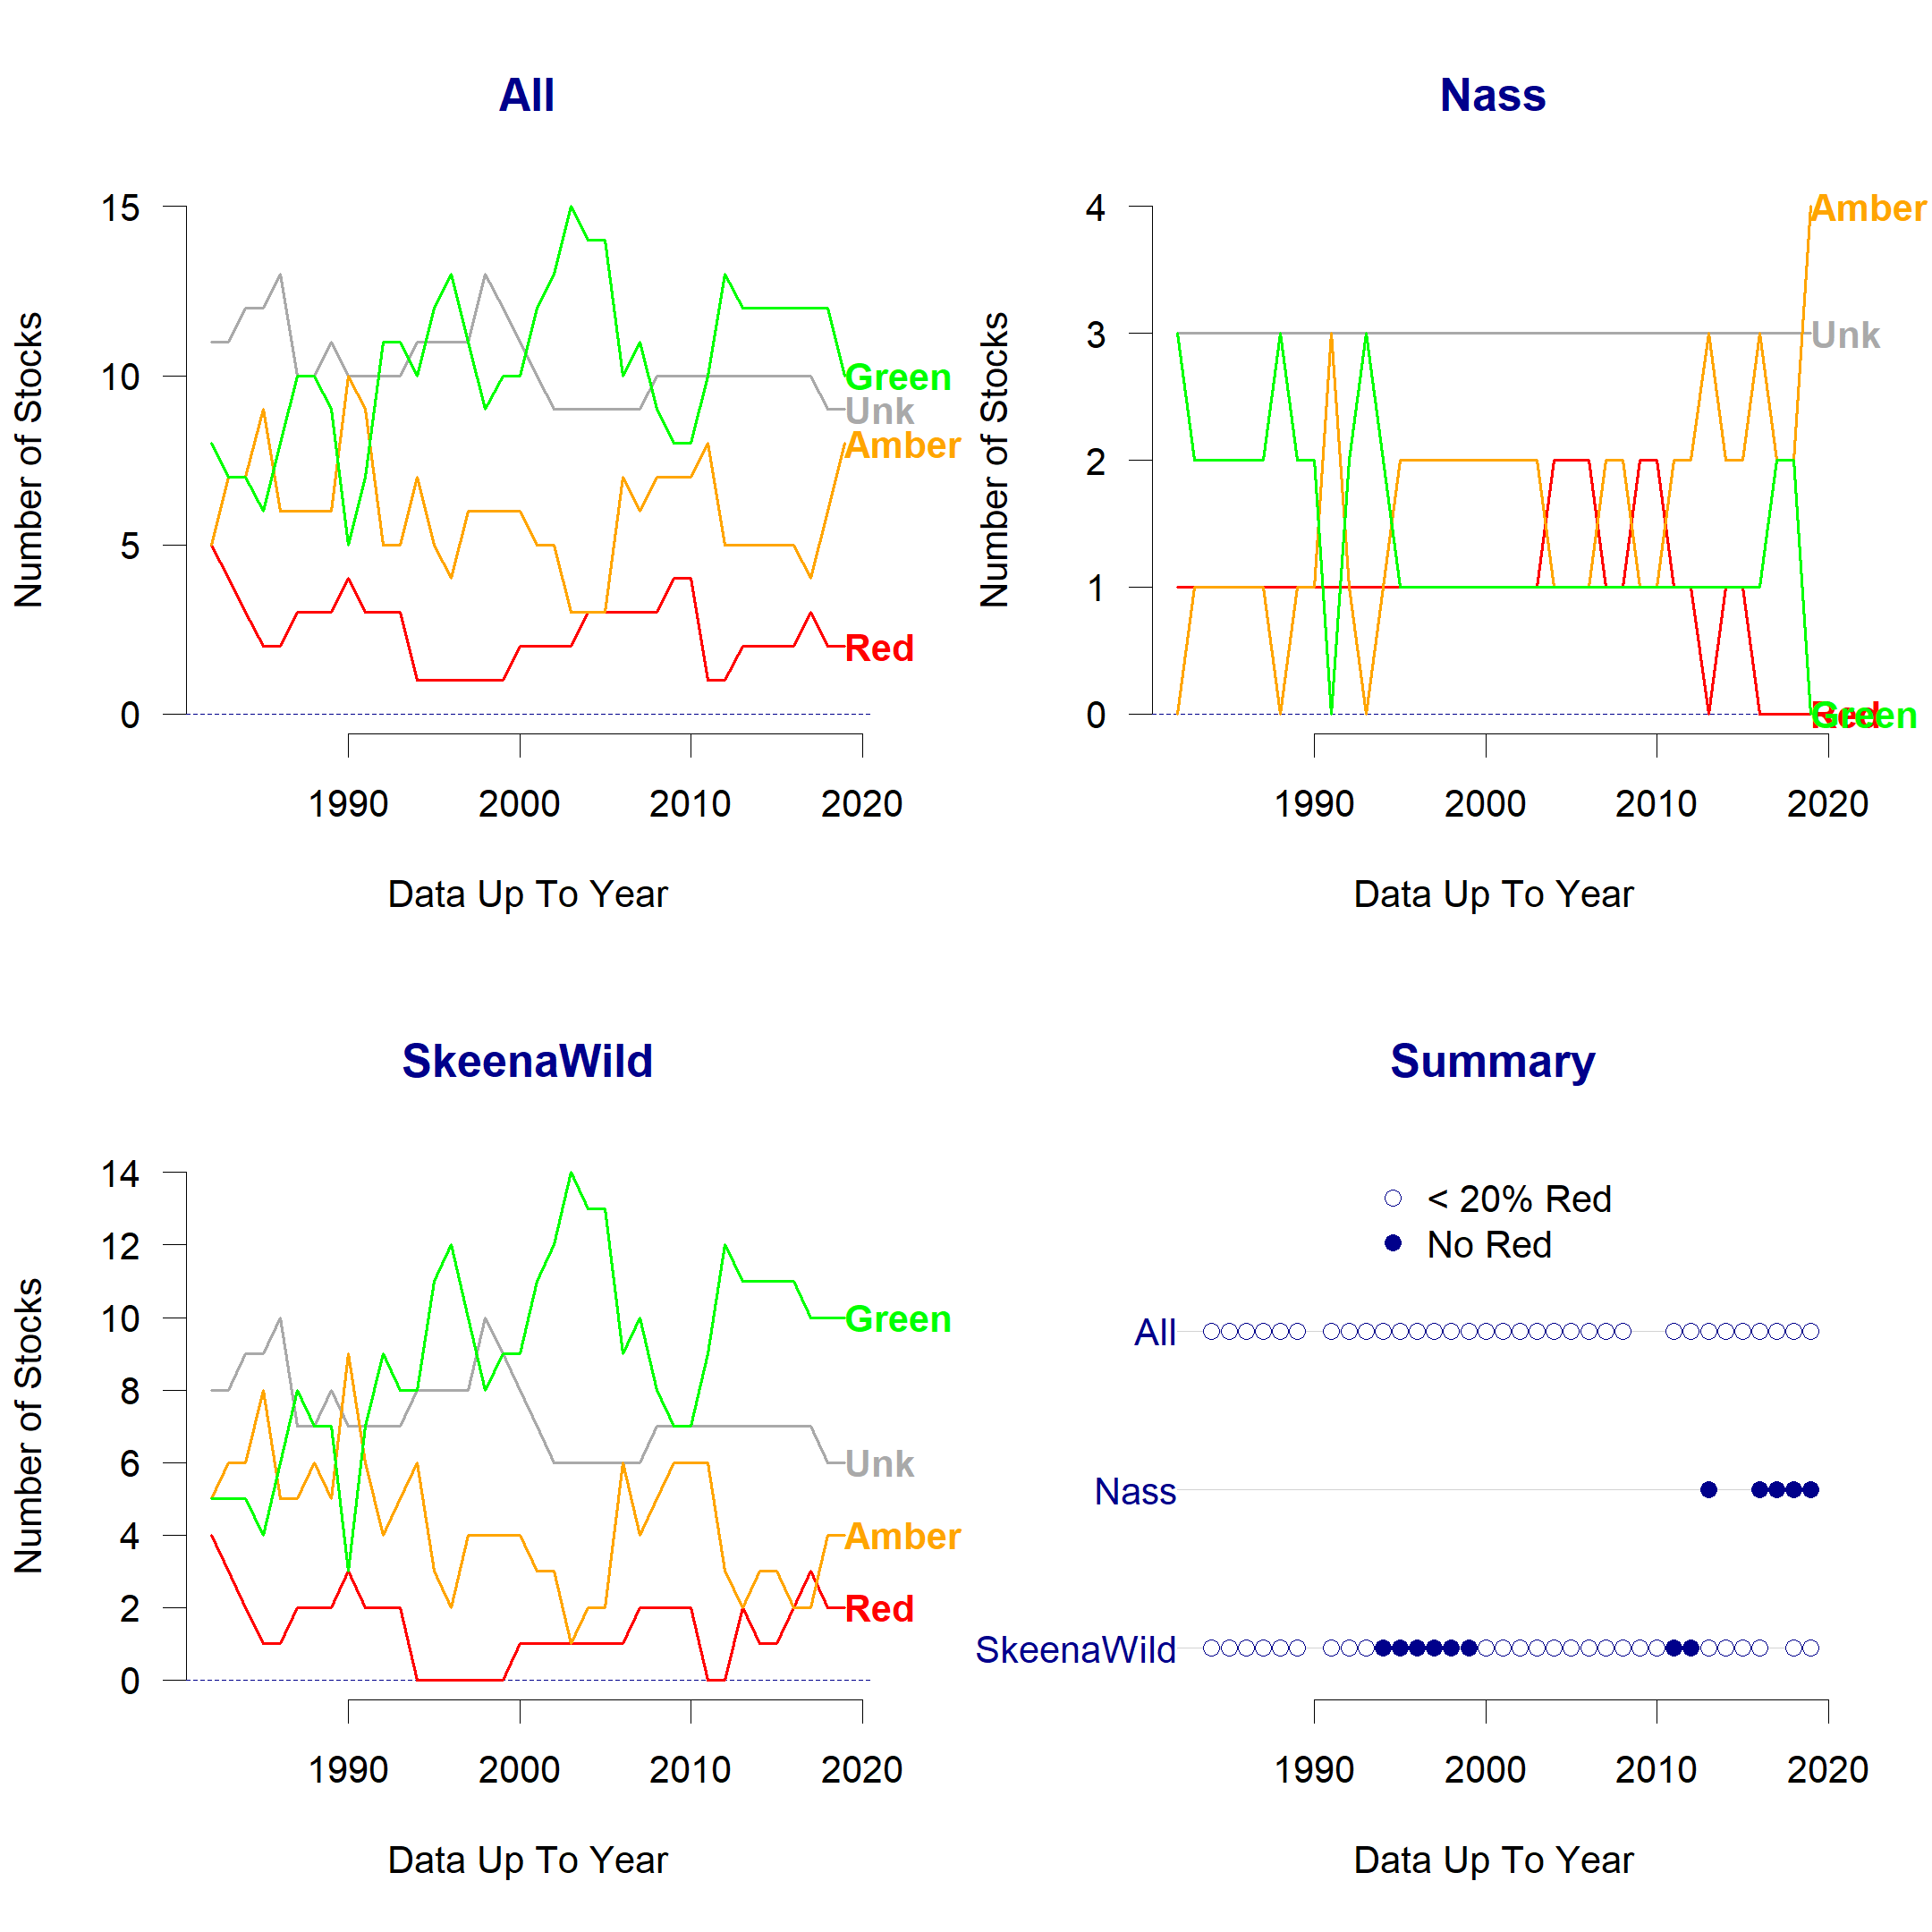 All
Number of Stocks
15
10
5
0
Green
Unk
Amber
Red
1990 2000 2010 2020
Data Up To Year
Nass
Number of Stocks
4
3
2
1
0
Amber
Unk
Red
Green
1990 2000 2010 2020
Data Up To Year
SkeenaWild
Number of Stocks
14
12
10
8
6
4
2
0
Green
Unk
Amber
Red
1990 2000 2010 2020
Data Up To Year
Summary
< 20% Red
No Red
All
Nass
SkeenaWild
1990 2000 2010 2020
Data Up To Year